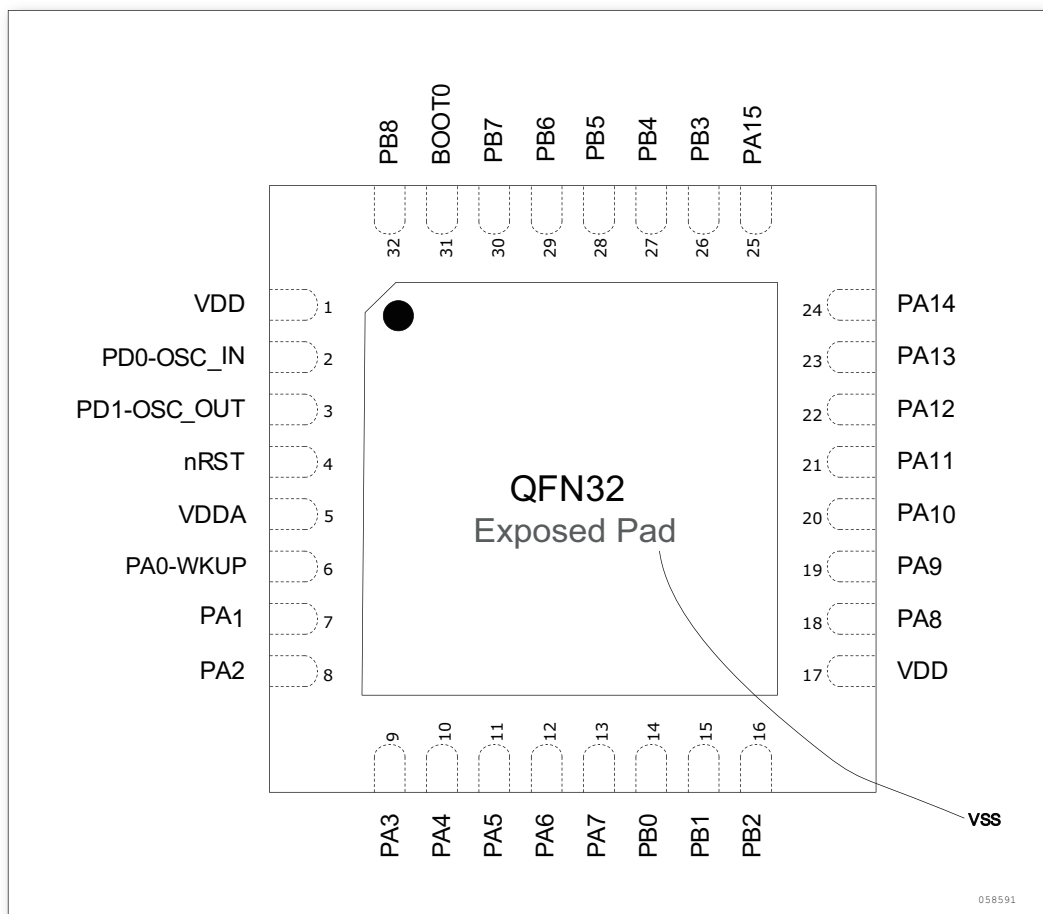 PB8
BOOT0
PB7
PB6
PB5
PB4
PB3
PA15
32
31
30
29
28
27
26
25
VDD 1
PD0-OSC_IN 2
PD1-OSC_OUT 3
nRST 4
VDDA 5
PA0-WKUP 6
PA1 7
PA2 8
24 PA14
23 PA13
22 PA12
21 PA11
20 PA10
19 PA9
18 PA8
17 VDD
QFN32
Exposed Pad
9
10
11
12
13
14
15
16
PA3
PA4
PA5
PA6
PA7
PB0
PB1
PB2
VSS
058591